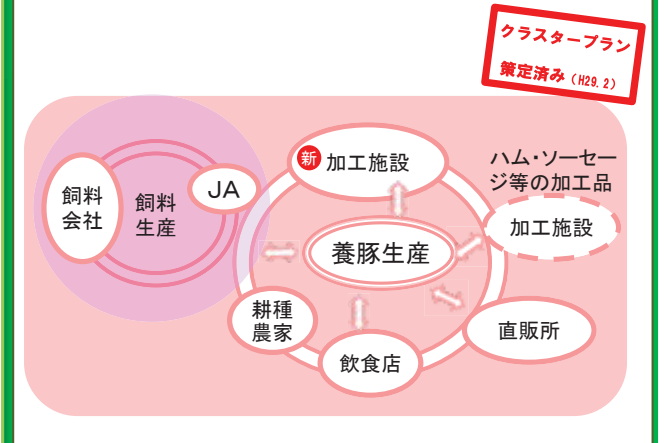 クラスタープラン
策定済み(H29.2)
新 加工施設
ハム・ソーセー
ジ等の加工品
飼料
会社
飼料
生産
JA
加工施設
養豚生産
耕種
農家
飲食店
直販所